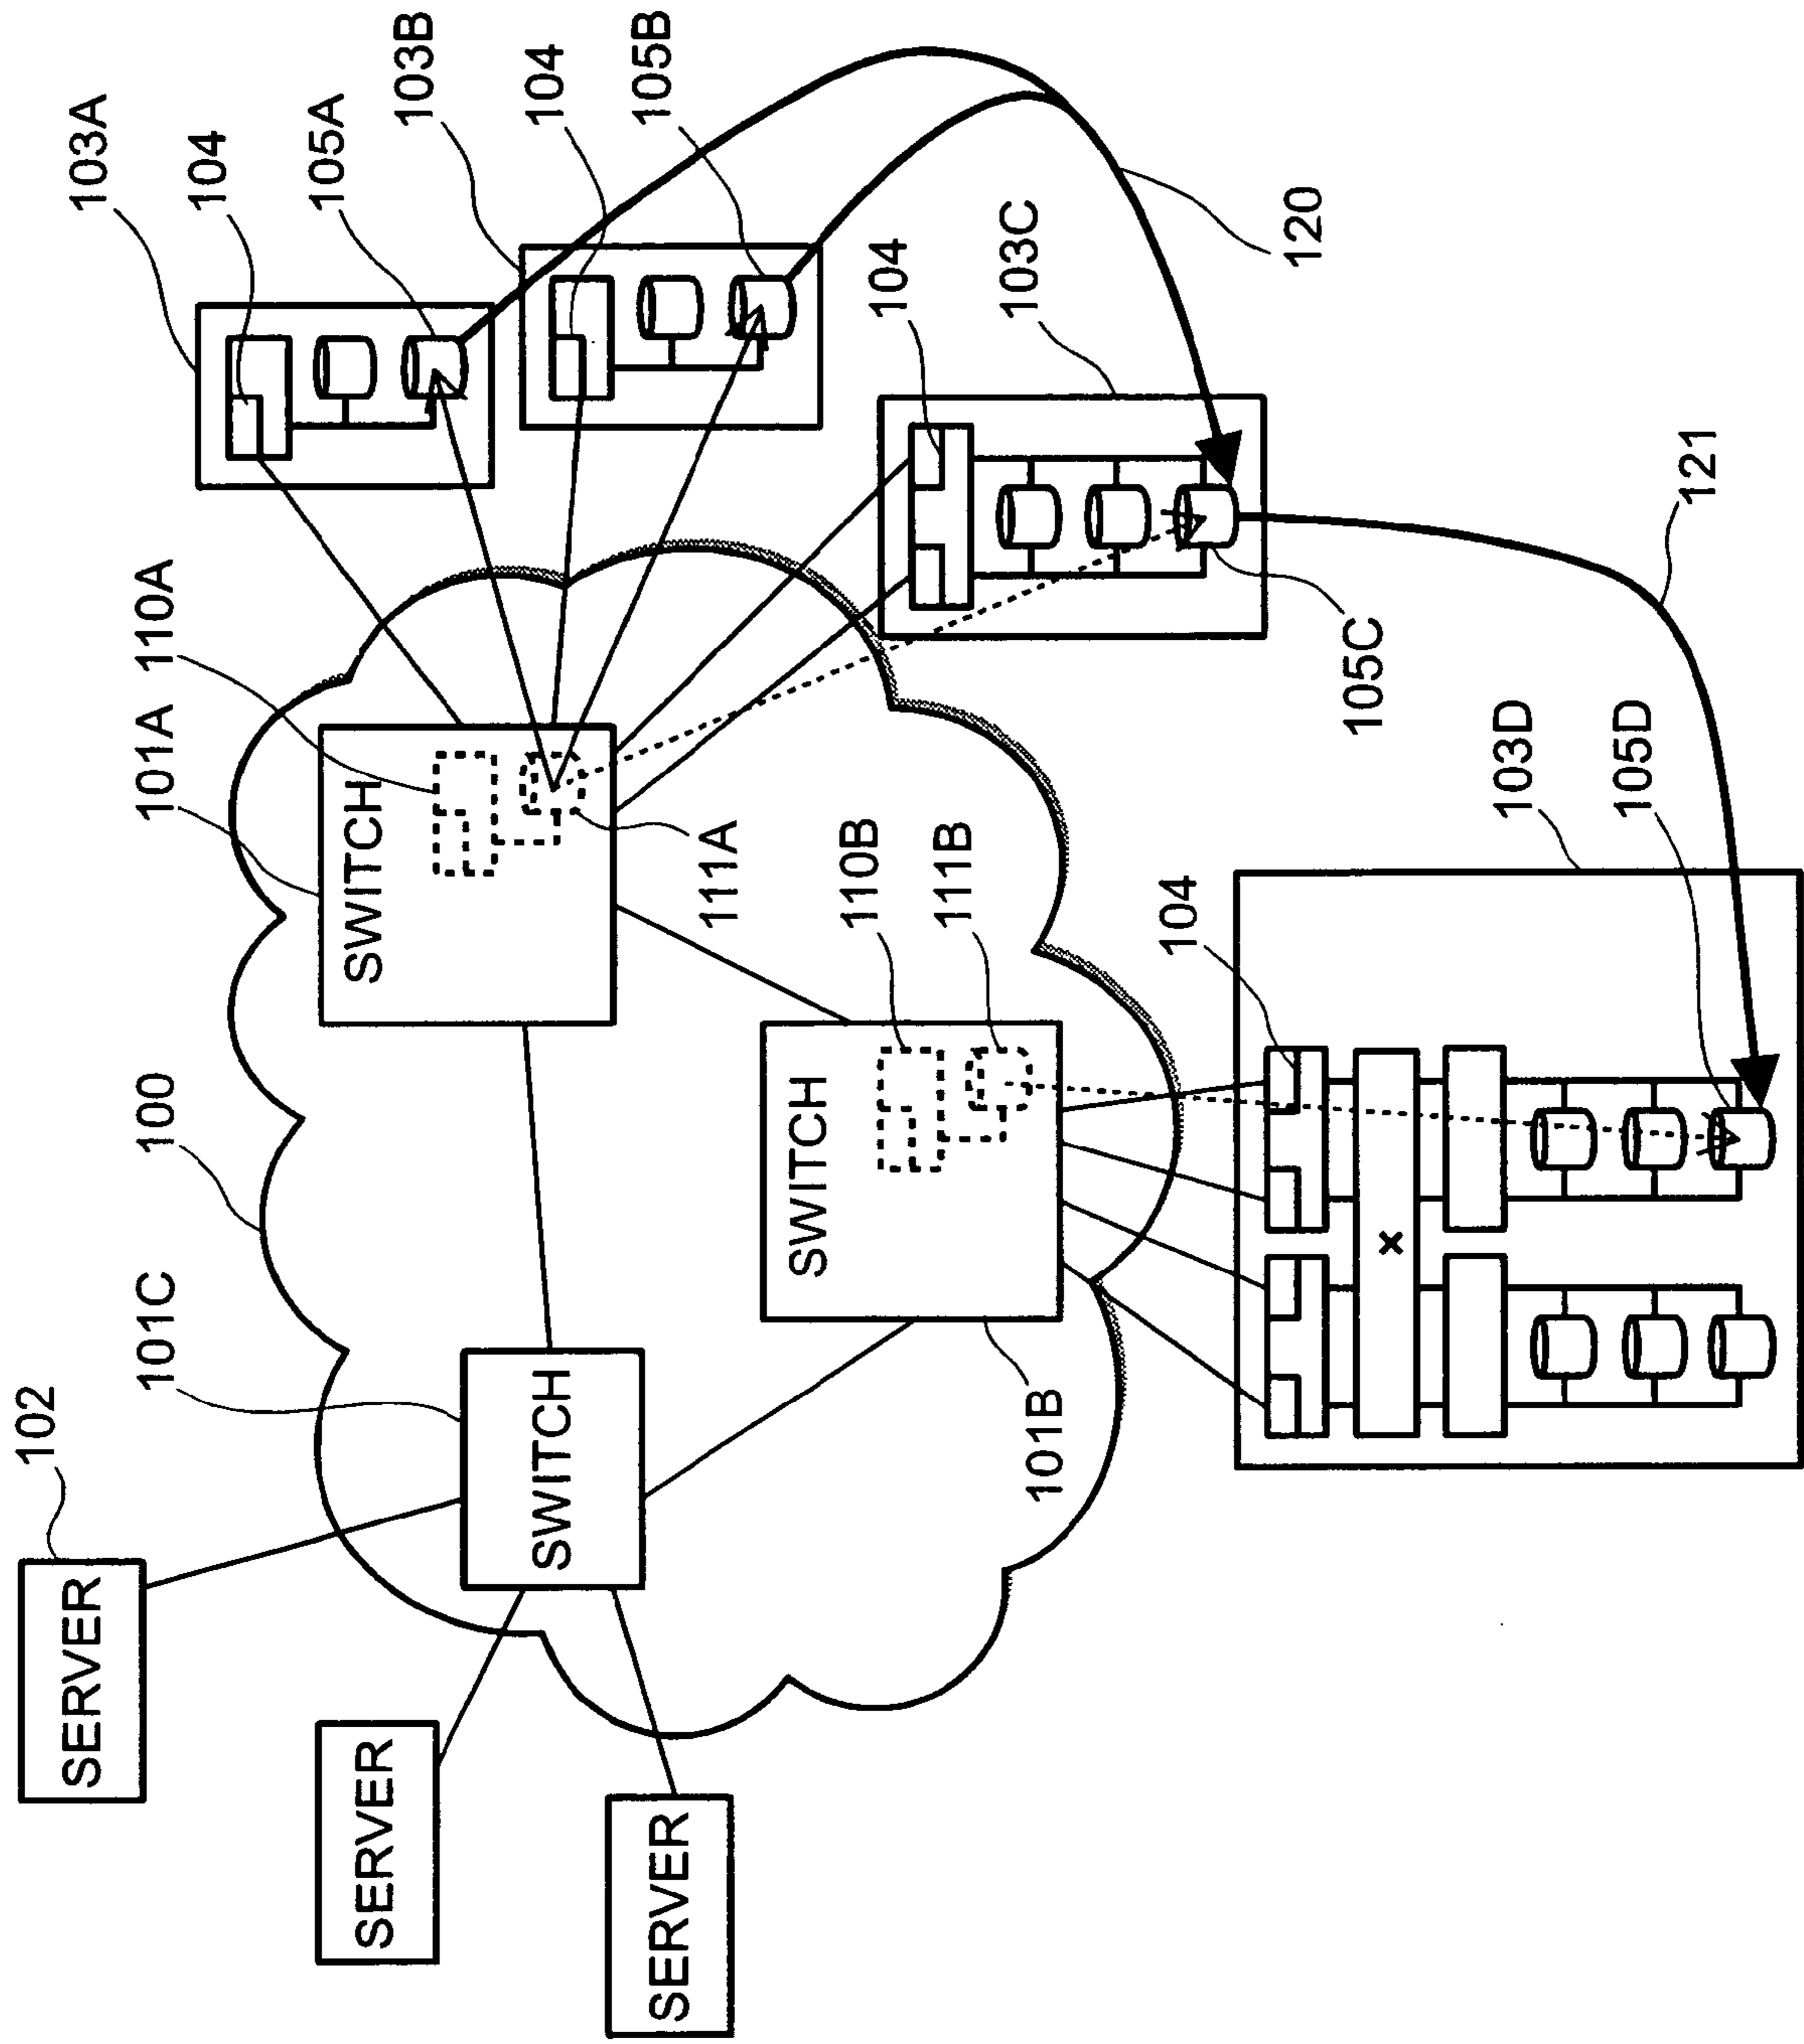 102
SERVER
SERVER
SERVER
101C
SWITCH
100
101A
110A
SWITCH
111A
SWITCH
110B
111B
101B
103A
104
105A
103B
104
105B
104
103C
105C
120
121
103D
105D
104
x